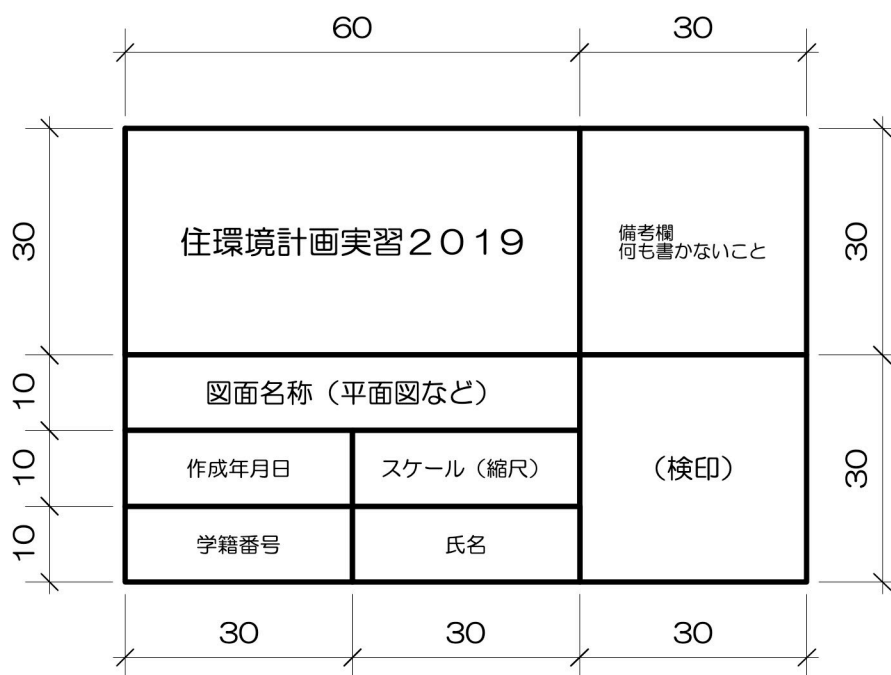 60
30
30
住環境計画実習2019
備考欄
何も書かないこと
30
10
図面名称（平面図など）
10
作成年月日
スケール（縮尺）
（検印）
30
10
学籍番号
氏名
30
30
30